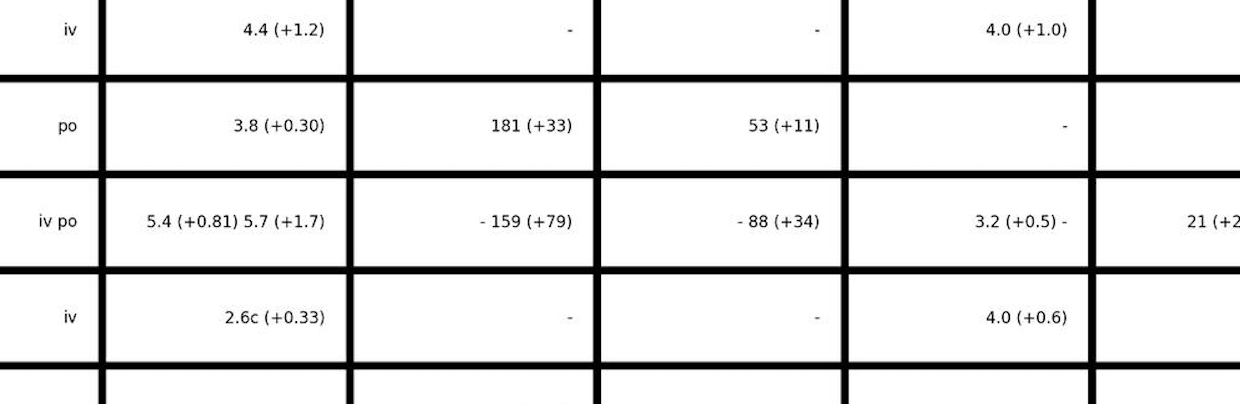 iv 4.4 (+1.2) - - 4.0 (+1.0)
po 3.8 (+0.30) 181 (+33) 53 (+11) -
iv po 5.4 (+0.81) 5.7 (+1.7) - 159 (+79) - 88 (+34) 3.2 (+0.5) - 21 (+2
iv 2.6c (+0.33) - - 4.0 (+0.6)